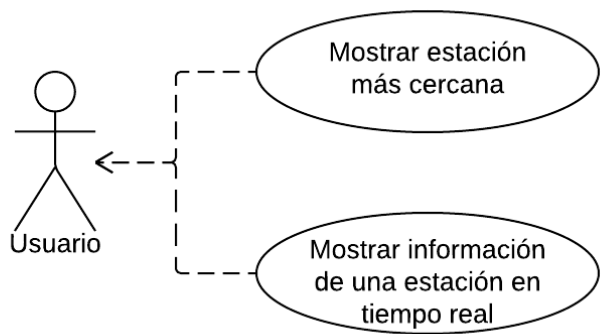 Mostrar estación
más cercana
Usuario
Mostrar información
de una estación en
tiempo real